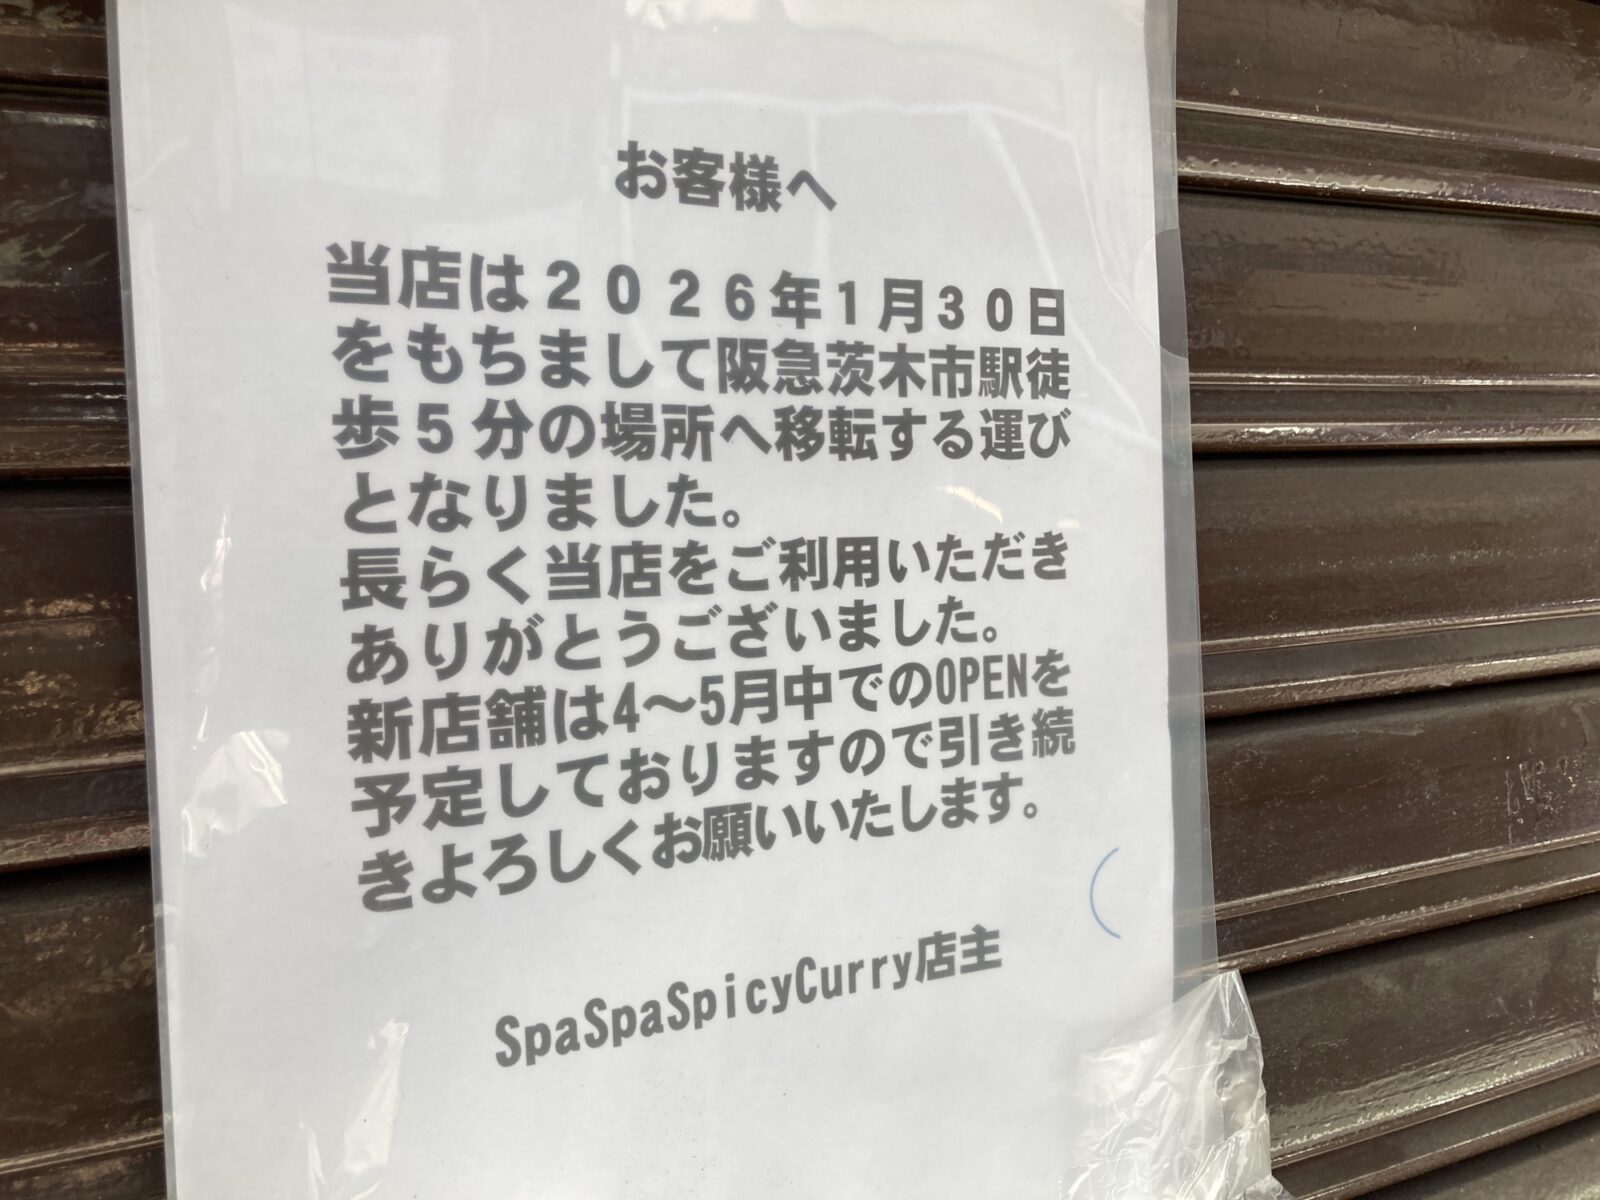 お客様へ
当店は２０２６年１月３０日
をもちまして阪急茨木市駅徒
歩５分の場所へ移転する運び
となりました。
長らく当店をご利用いただき
ありがとうございました。
新店舗は4～5月中でのOPENを
予定しておりますので引き続
きよろしくお願いいたします。
SpaSpaSpicyCurry店主